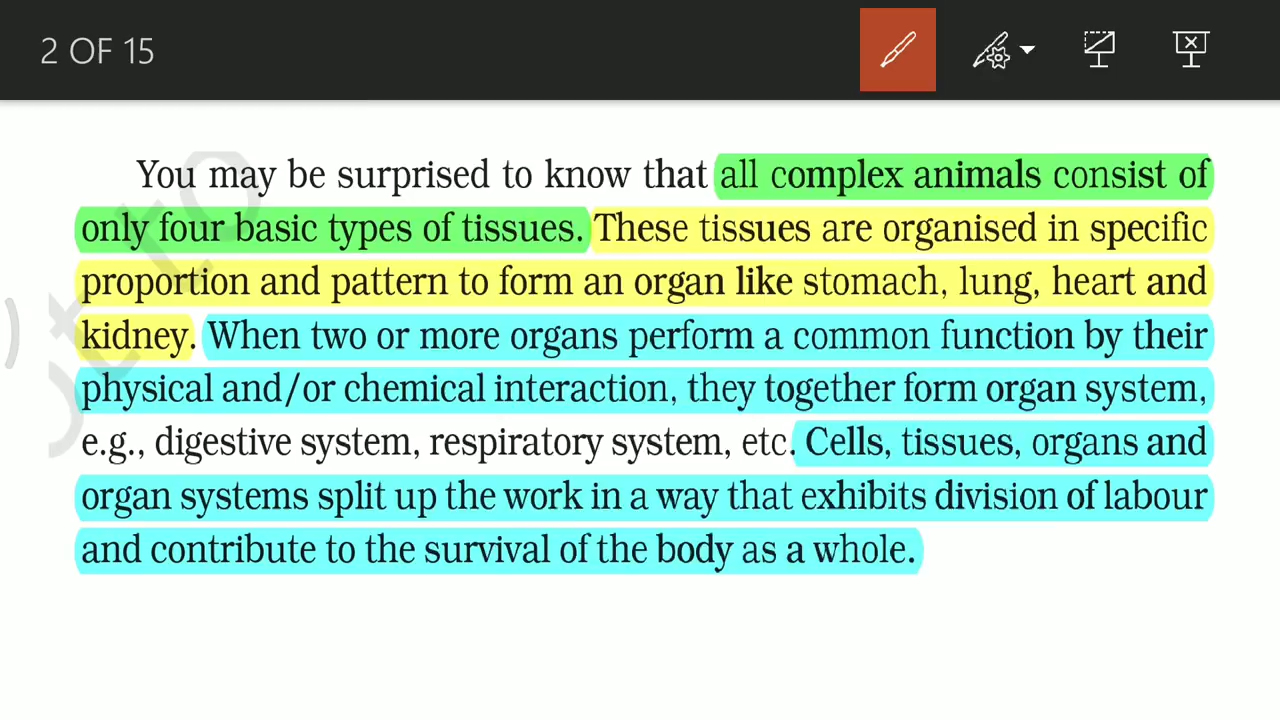 2 OF 15
You may be surprised to know that all complex animals consist of
only four basic types of tissues. These tissues are organised in specific
proportion and pattern to form an organ like stomach, lung, heart and
kidney. When two or more organs perform a common function by their
physical and/or chemical interaction, they together form organ system,
e.g., digestive system, respiratory system, etc. Cells, tissues, organs and
organ systems split up the work in a way that exhibits division of labour
and contribute to the survival of the body as a whole.